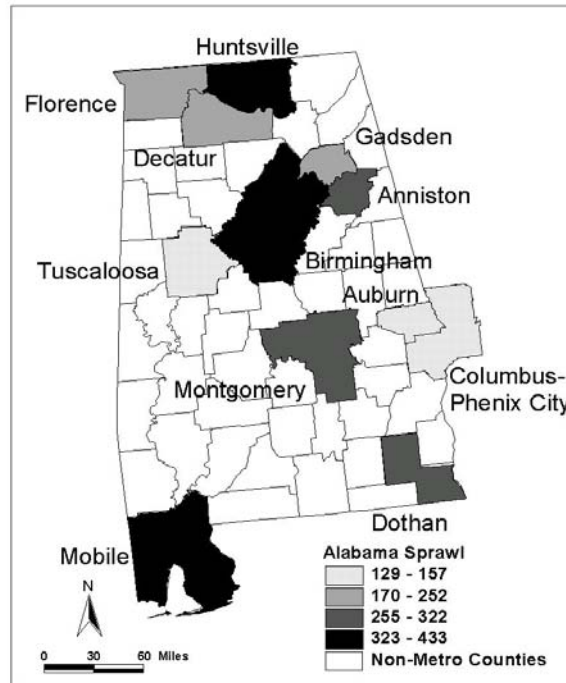 Huntsville
Florence
Decatur
Gadsden
Anniston
Tuscaloosa
Birmingham
Auburn
Montgomery
Columbus-
Phenix City
Dothan
Mobile
N
0 30 60 Miles
Alabama Sprawl
129 - 157
170 - 252
255 - 322
323 - 433
Non-Metro Counties